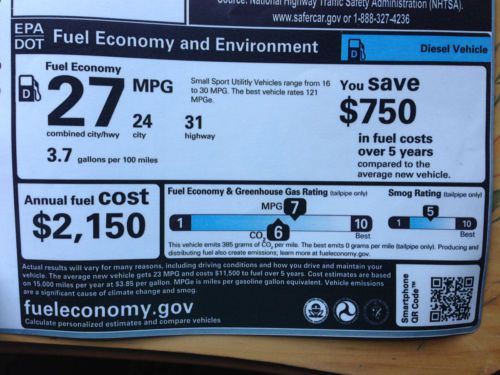 Source: National Highway Traffic Safety Administration (NHTSA).
www.safercar.gov or 1-888-327-4236
EPA
DOT
Fuel Economy and Environment
D
Diesel Vehicle
Fuel Economy
D
27
MPG
combined city/hwy
24
city
31
highway
3.7 gallons per 100 miles
Small Sport Utility Vehicles range from 16
to 30 MPG. The best vehicle rates 121
MPGe.
You save
$750
in fuel costs
over 5 years
compared to the
average new vehicle.
Annual fuel cost
$2,150
Fuel Economy & Greenhouse Gas Rating (tailpipe only)
MPG 7
1
10
Best
CO2 6
Smog Rating (tailpipe only)
5
1
10
Best
This vehicle emits 385 grams of CO2 per mile. The best emits 0 grams per mile (tailpipe only). Producing and
distributing fuel also create emissions; learn more at fueleconomy.gov.
Actual results will vary for many reasons, including driving conditions and how you drive and maintain your
vehicle. The average new vehicle gets 23 MPG and costs $11,500 to fuel over 5 years. Cost estimates are based
on 15,000 miles per year at $3.85 per gallon. MPGe is miles per gasoline gallon equivalent. Vehicle emissions
are a significant cause of climate change and smog.
fueleconomy.gov
Calculate personalized estimates and compare vehicles
Smartphone
QR Code™